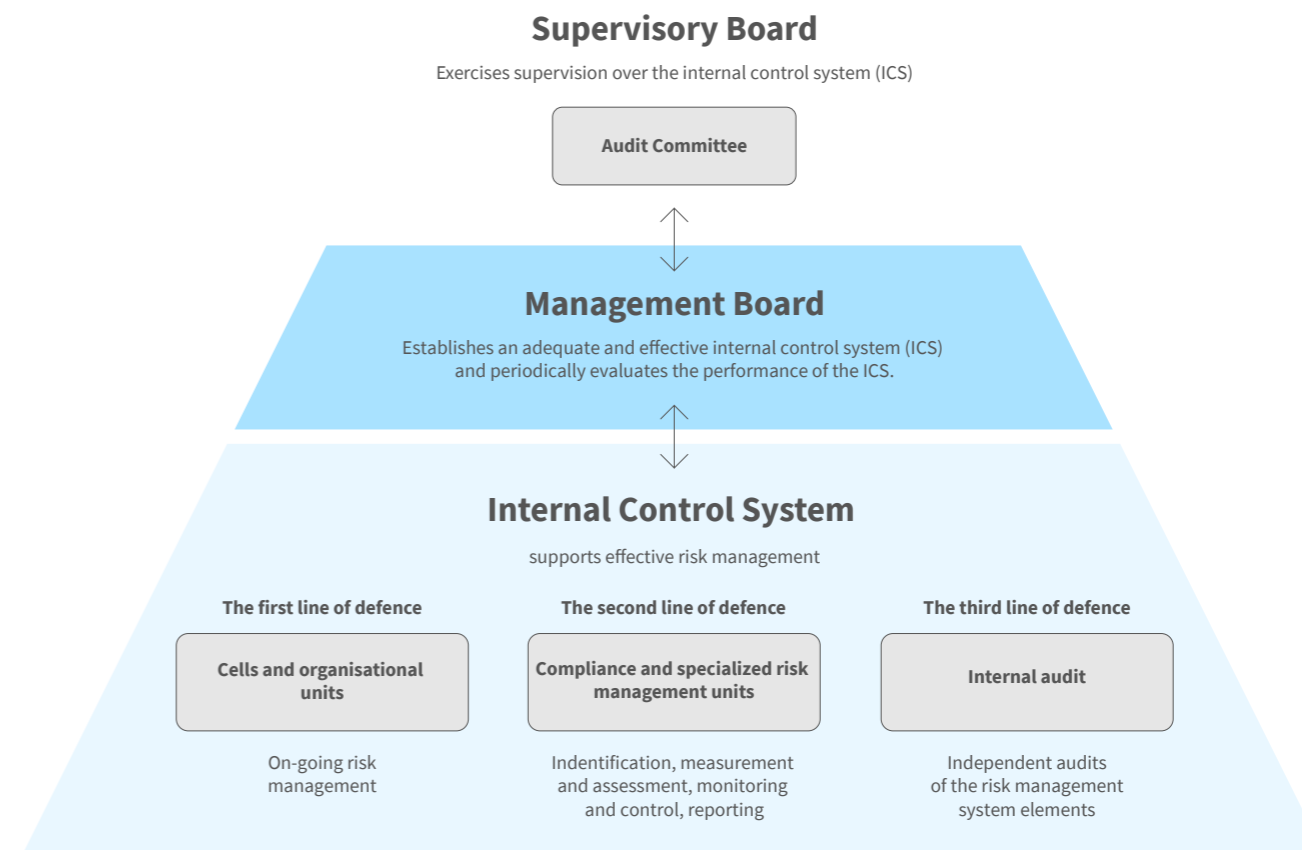 Supervisory Board
Exercises supervision over the internal control system (ICS)
Audit Committee
Management Board
Establishes an adequate and effective internal control system (ICS)
and periodically evaluates the performance of the ICS.
Internal Control System
supports effective risk management
The first line of defence
Cells and organisational
units
On-going risk
management
The second line of defence
Compliance and specialized risk
management units
Indentification, measurement
and assessment, monitoring
and control, reporting
The third line of defence
Internal audit
Independent audits
of the risk management
system elements